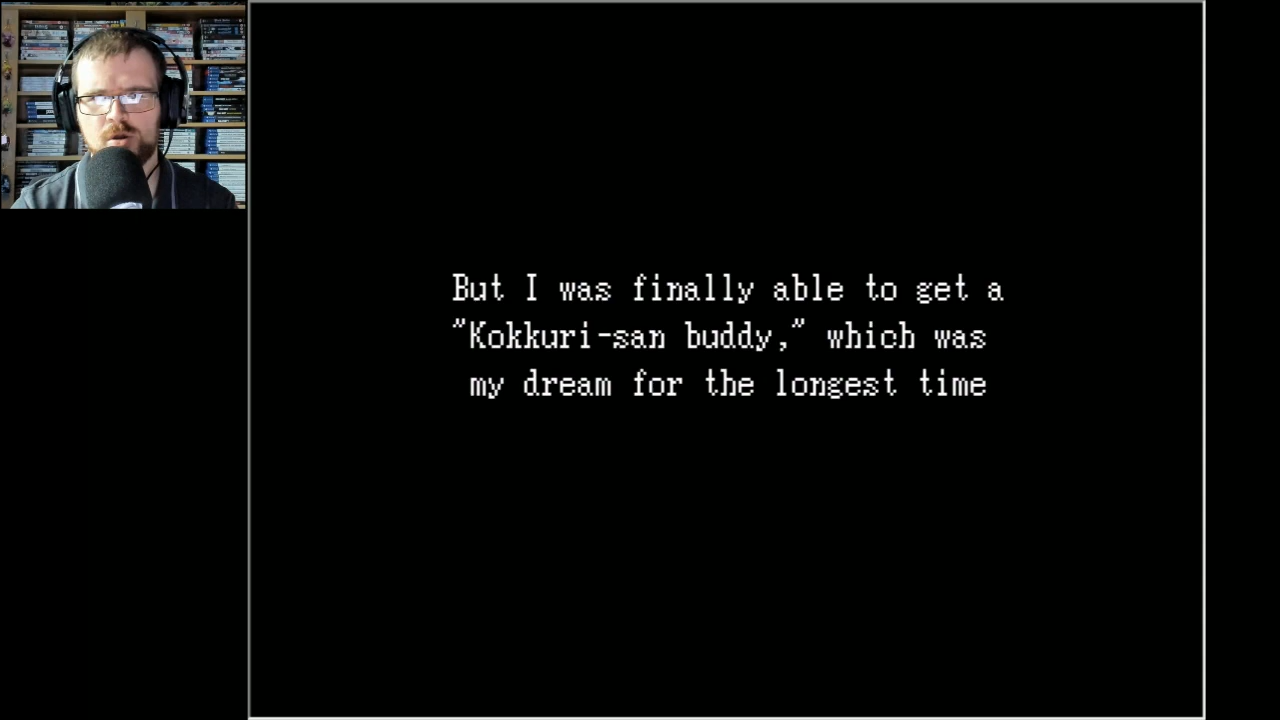 But I was finally able to get a
"Kokkuri-san buddy," which was
my dream for the longest time